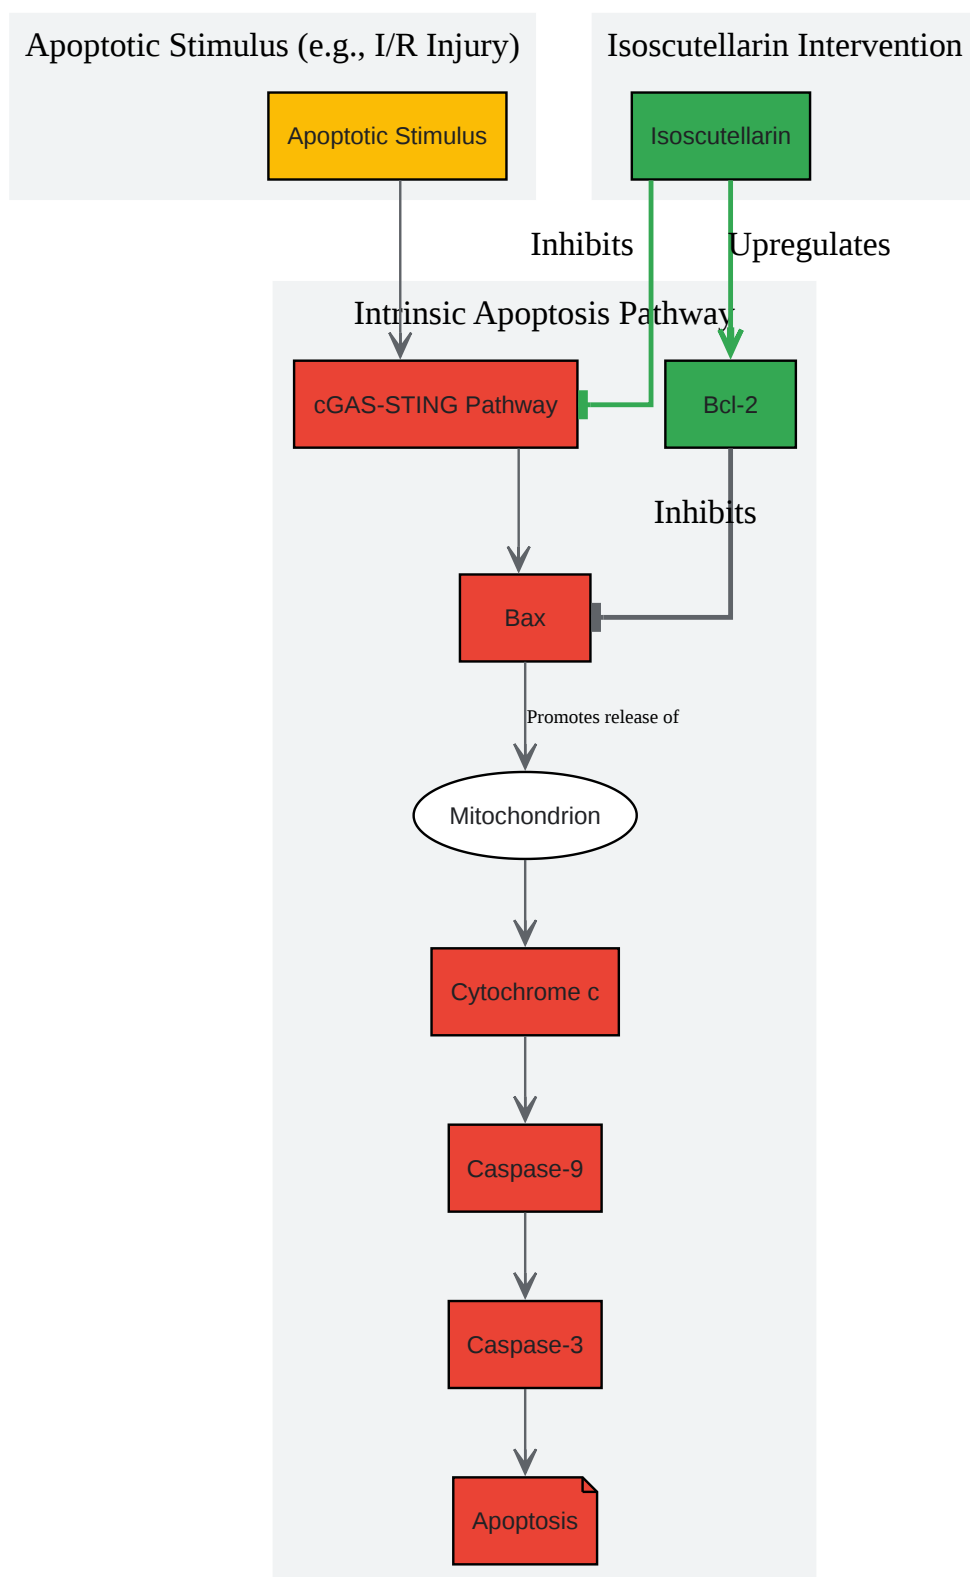 Apoptotic Stimulus (e.g., I/R Injury)
Isoscutellarin Intervention
Apoptotic Stimulus
Isoscutellarin
Inhibits
Upregulates
Intrinsic Apoptosis Pathway
cGAS-STING Pathway
Bcl-2
Inhibits
Bax
Promotes release of
Mitochondrion
Cytochrome c
Caspase-9
Caspase-3
Apoptosis